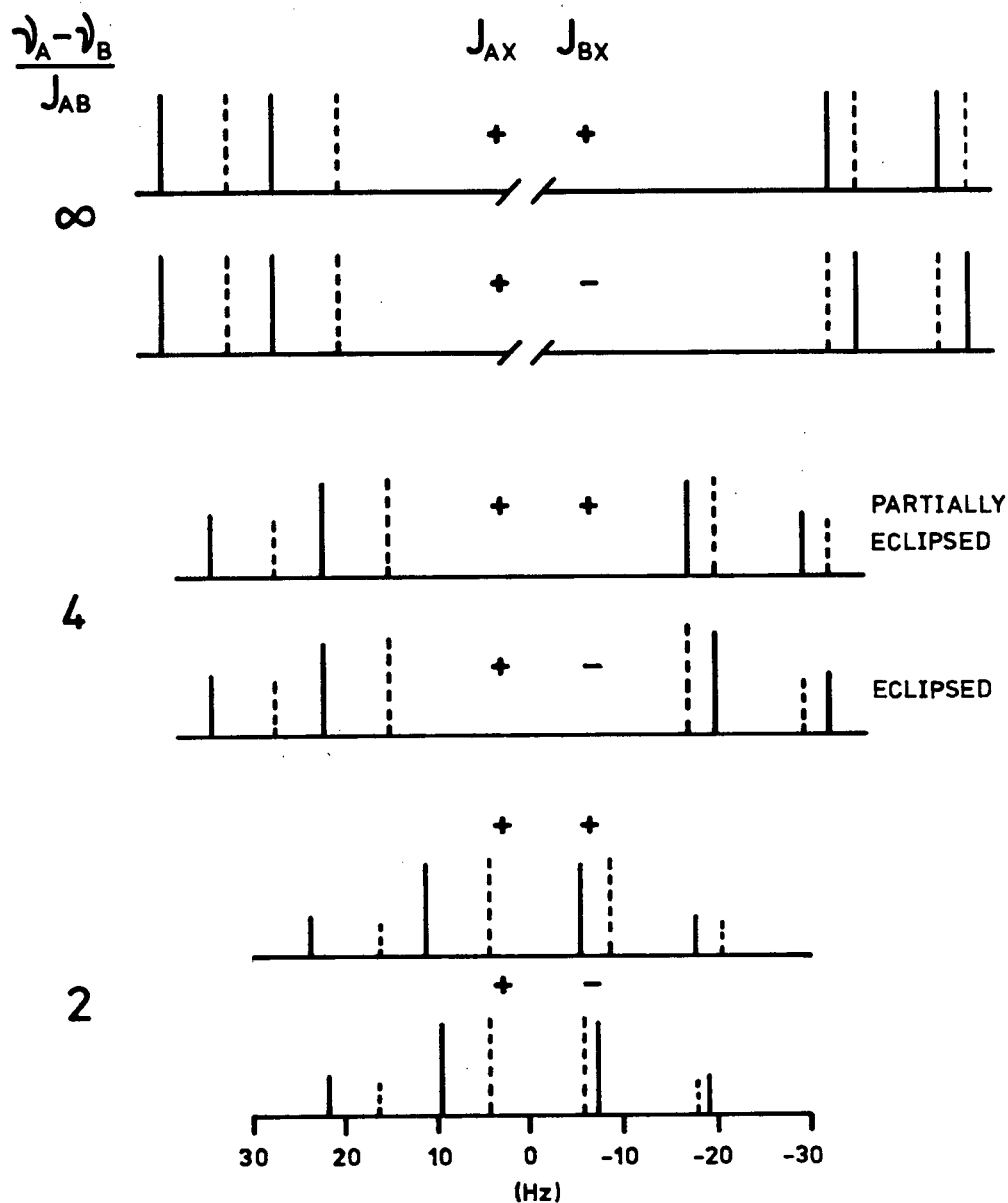 νA–νB JAX JBX
JAB
+ +
∞
+ –
+ + PARTIALLY
ECLIPSED
4
+ – ECLIPSED
+ +
2
+ –
30 20 10 0 -10 -20 -30
(Hz)